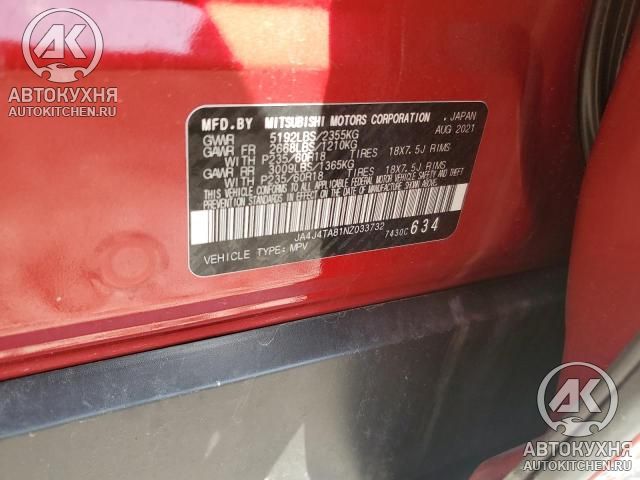 АК
АВТОКУХНЯ
AUTOKITCHEN.RU
MFD.BY MITSUBISHI MOTORS CORPORATION , JAPAN
GVWR 5192LBS/2355KG AUG 2021
GAWR FR 2668LBS/1210KG
WITH P235/60R18 TIRES 18X7.5J RIMS
GAWR RR 3009LBS/1365KG
WITH P235/60R18 TIRES 18X7.5J RIMS
THIS VEHICLE CONFORMS TO ALL APPLICABLE FEDERAL MOTOR VEHICLE SAFETY AND THEFT
PREVENTION STANDARDS IN EFFECT ON THE DATE OF MANUFACTURE SHOWN ABOVE.
JA4J4TA81NZ033732
VEHICLE TYPE: MPV 7430C 634
АК
АВТОКУХНЯ
AUTOKITCHEN.RU